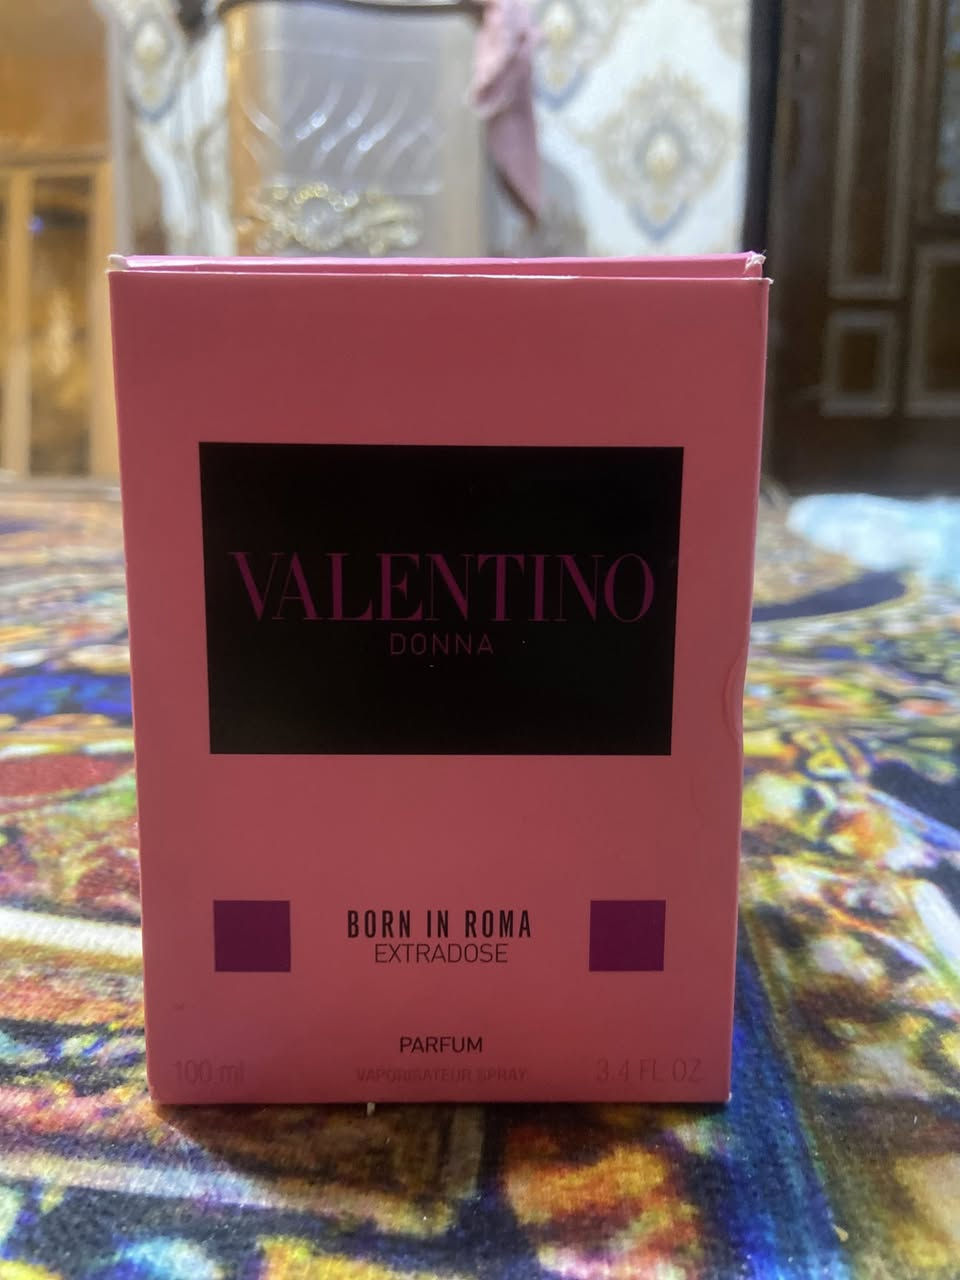 VALENTINO
DONNA
BORN IN ROMA
EXTRADOSE
PARFUM
100 ml VAPORISATEUR SPRAY 3.4 FL. OZ.